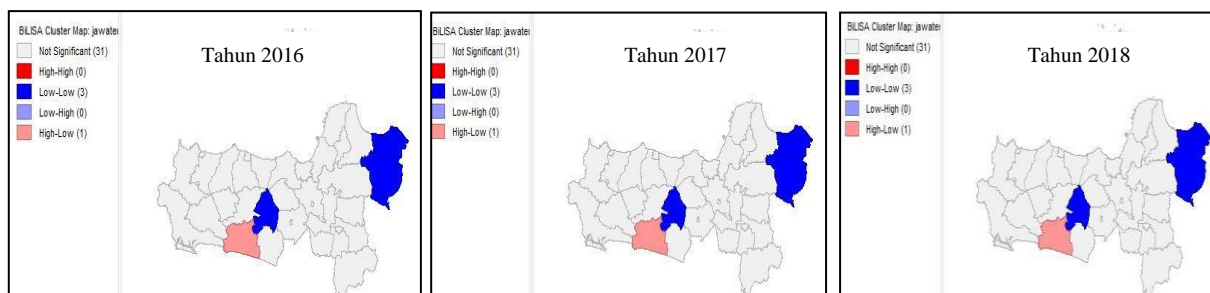 BiLISA Cluster Map: jawate
Tahun 2016
Not Significant (31)
High-High (0)
Low-Low (3)
Low-High (0)
High-Low (1)
BiLISA Cluster Map: jawate
Tahun 2017
Not Significant (31)
High-High (0)
Low-Low (3)
Low-High (0)
High-Low (1)
BiLISA Cluster Map: jawate
Tahun 2018
Not Significant (31)
High-High (0)
Low-Low (3)
Low-High (0)
High-Low (1)